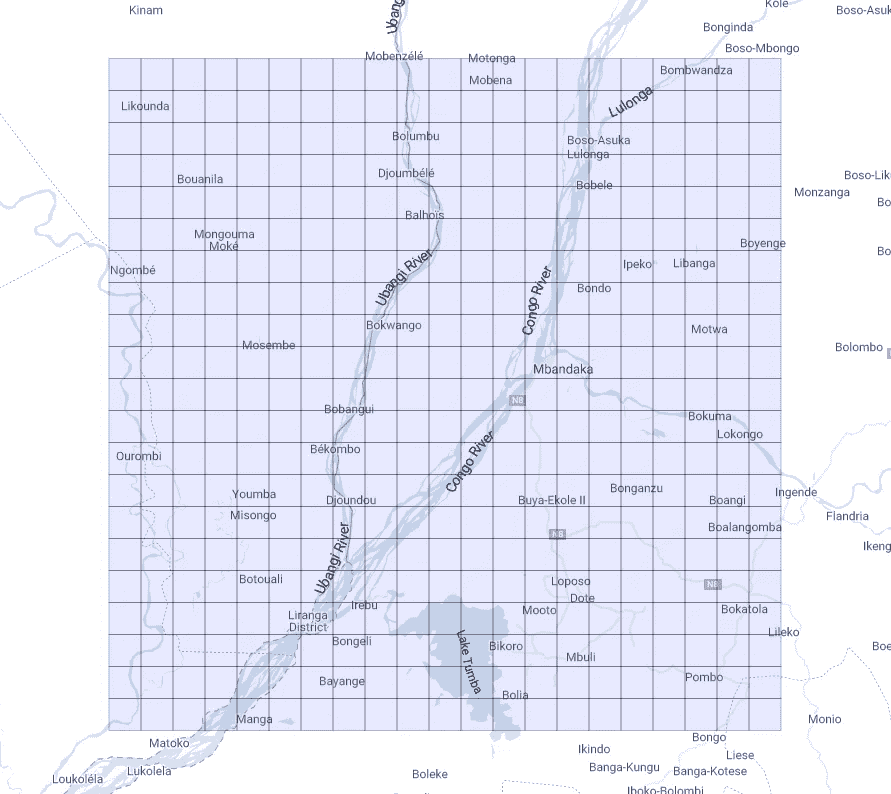 Kole
Kinam
Boso-Asuk
Ubang
Bonginda
Boso-Mbongo
Mobenzélé
Motonga
Bombwandza
Mobena
Likounda
Lulonga
Bolumbu
Boso-Asuka
Lulonga
Djoumbélé
Bouanila
Bobele
Boso-Lik
Monzanga
Bo
Balhois
Mongouma
Moké
Boyenge
Bo
Ngombé
Ubangi River
Ipeko
Libanga
Congo River
Bondo
Bokwango
Motwa
Mosembe
Bolombo
Mbandaka
N8
Bobangui
Bokuma
Lokongo
Békombo
Ourombi
Congo River
Youmba
Djoundou
Buya-Ekole II
Bonganzu
Boangi
Ingende
Misongo
Flandria
Boalangomba
N8
Ikeng
Ubangi River
Botouali
Loposo
N8
Irebu
Dote
Mooto
Bokatola
Liranga
District
Lileko
Bongeli
Bikoro
Boe
Lake Tumba
Mbuli
Bayange
Pombo
Bolia
Manga
Monio
Matoko
Bongo
Ikindo
Liese
Loukoléla
Lukolela
Boleke
Banga-Kungu
Banga-Kotese
Iboko-Bolombi